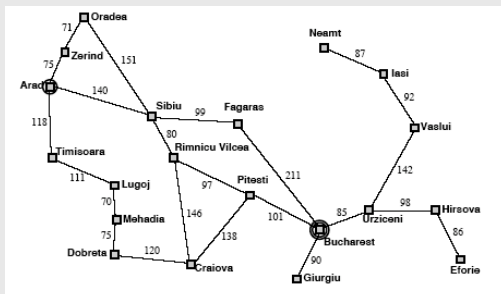 71 Oradea
Neamt
87
Zerind
75
151
Iasi
Arad
140
92
Sibiu 99 Fagaras
118
80
Vaslui
Timisoara
Rimnicu Vilcea
111
Lugoj
97
Pitesti
211
142
70
146
Mehadia
101
85
98
Hirsova
75
138
Urziceni
86
Dobreta
120
Bucharest
Craiova
90
Giurgiu
Eforie